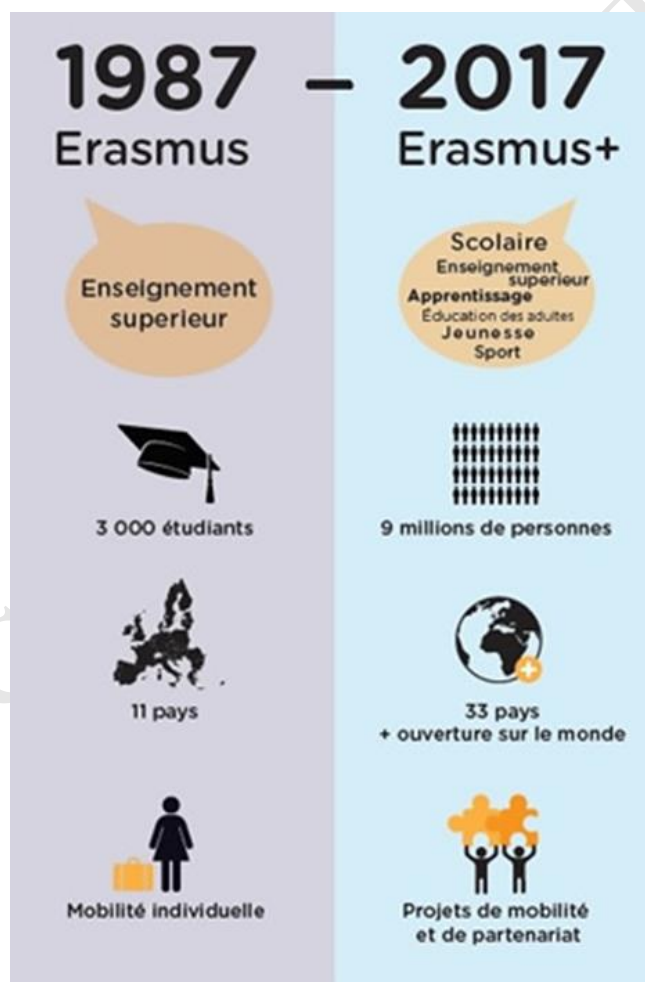 1987 – 2017
Erasmus
Erasmus+
Enseignement
superieur
Scolaire
Enseignement
superieur
Apprentissage
Éducation des adultes
Jeunesse
Sport
3 000 étudiants
9 millions de personnes
11 pays
33 pays
+ ouverture sur le monde
Mobilité individuelle
Projets de mobilité
et de partenariat